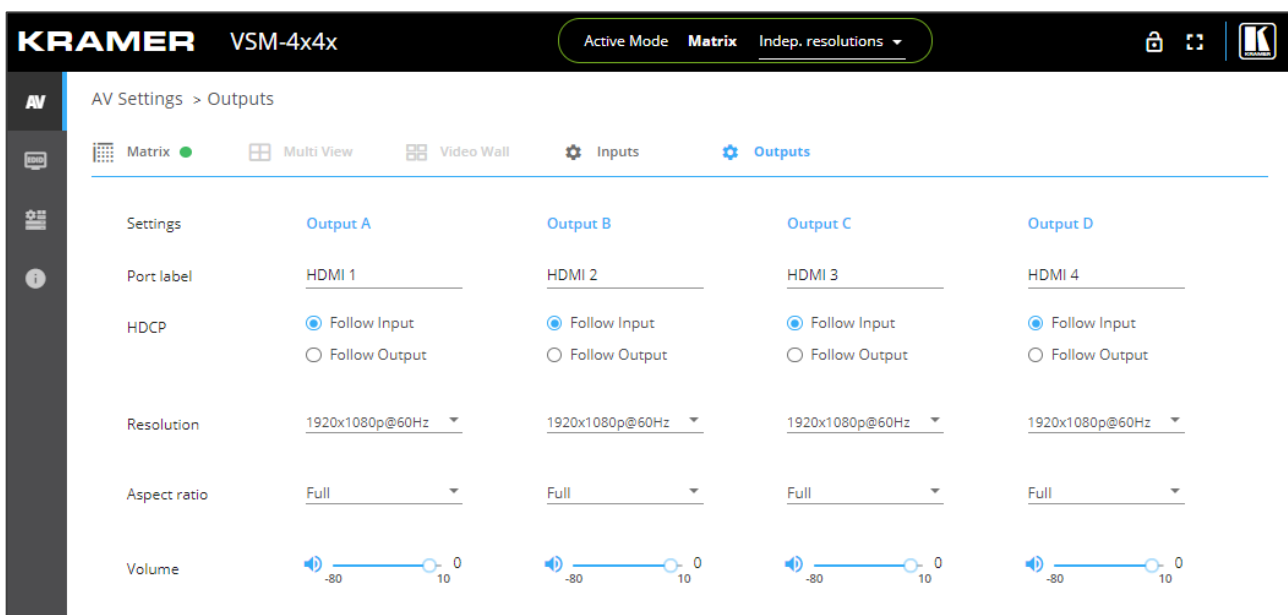 KRAMER VSM-4x4x Active Mode Matrix Indep. resolutions KRAMER
AV AV Settings > Outputs
Matrix Multi View Video Wall Inputs Outputs
EDID
Settings Output A Output B Output C Output D
Port label HDMI 1 HDMI 2 HDMI 3 HDMI 4
HDCP Follow Input Follow Input Follow Input Follow Input
Follow Output Follow Output Follow Output Follow Output
Resolution 1920x1080p@60Hz 1920x1080p@60Hz 1920x1080p@60Hz 1920x1080p@60Hz
Aspect ratio Full Full Full Full
Volume 0 0 0 0
-80 10 -80 10 -80 10 -80 10